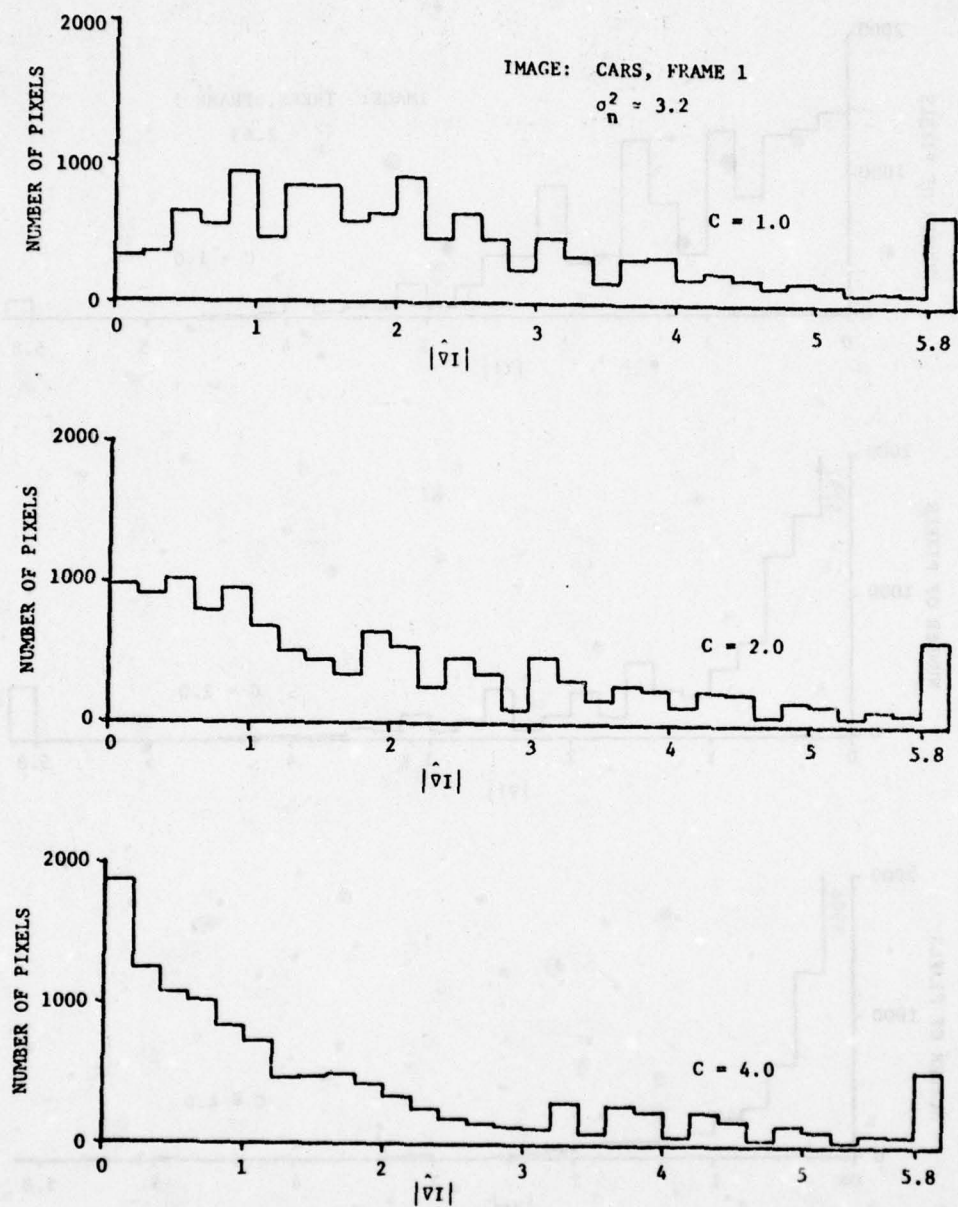 2000
IMAGE: CARS, FRAME 1
σ_n^2 ≃ 3.2
NUMBER OF PIXELS
1000
C = 1.0
0
0 1 2 3 4 5 5.8
|∇̂I|
2000
NUMBER OF PIXELS
1000
C = 2.0
0
0 1 2 3 4 5 5.8
|∇̂I|
2000
NUMBER OF PIXELS
1000
C = 4.0
0
0 1 2 3 4 5 5.8
|∇̂I|